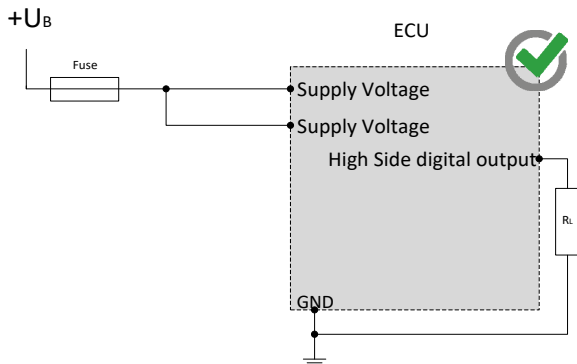 +UB
ECU
Fuse
Supply Voltage
Supply Voltage
High Side digital output
RL
GND